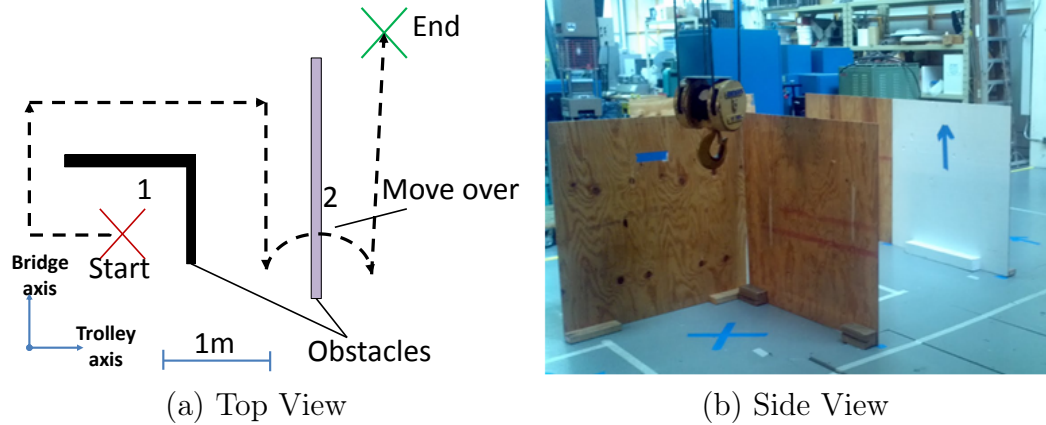 End
1
2
Move over
Start
Bridge
axis
Trolley
axis
1m
Obstacles
(a) Top View
(b) Side View